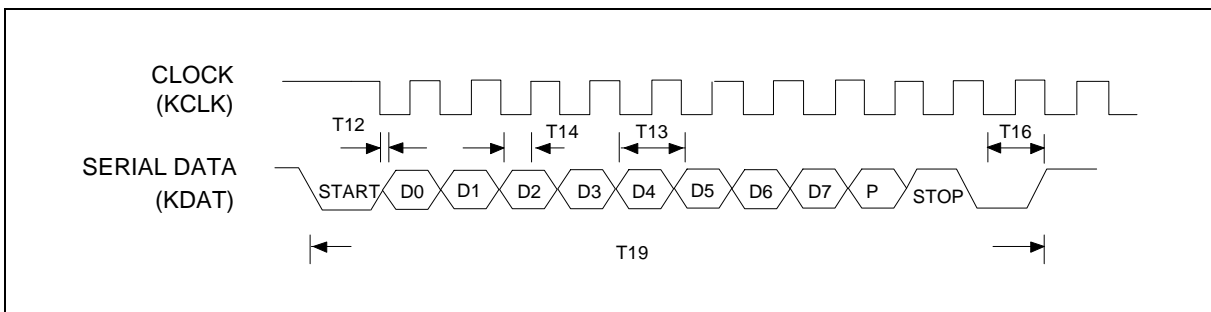 CLOCK
(KCLK)
T12 T14 T13 T16
SERIAL DATA
(KDAT)
START D0 D1 D2 D3 D4 D5 D6 D7 P STOP
T19